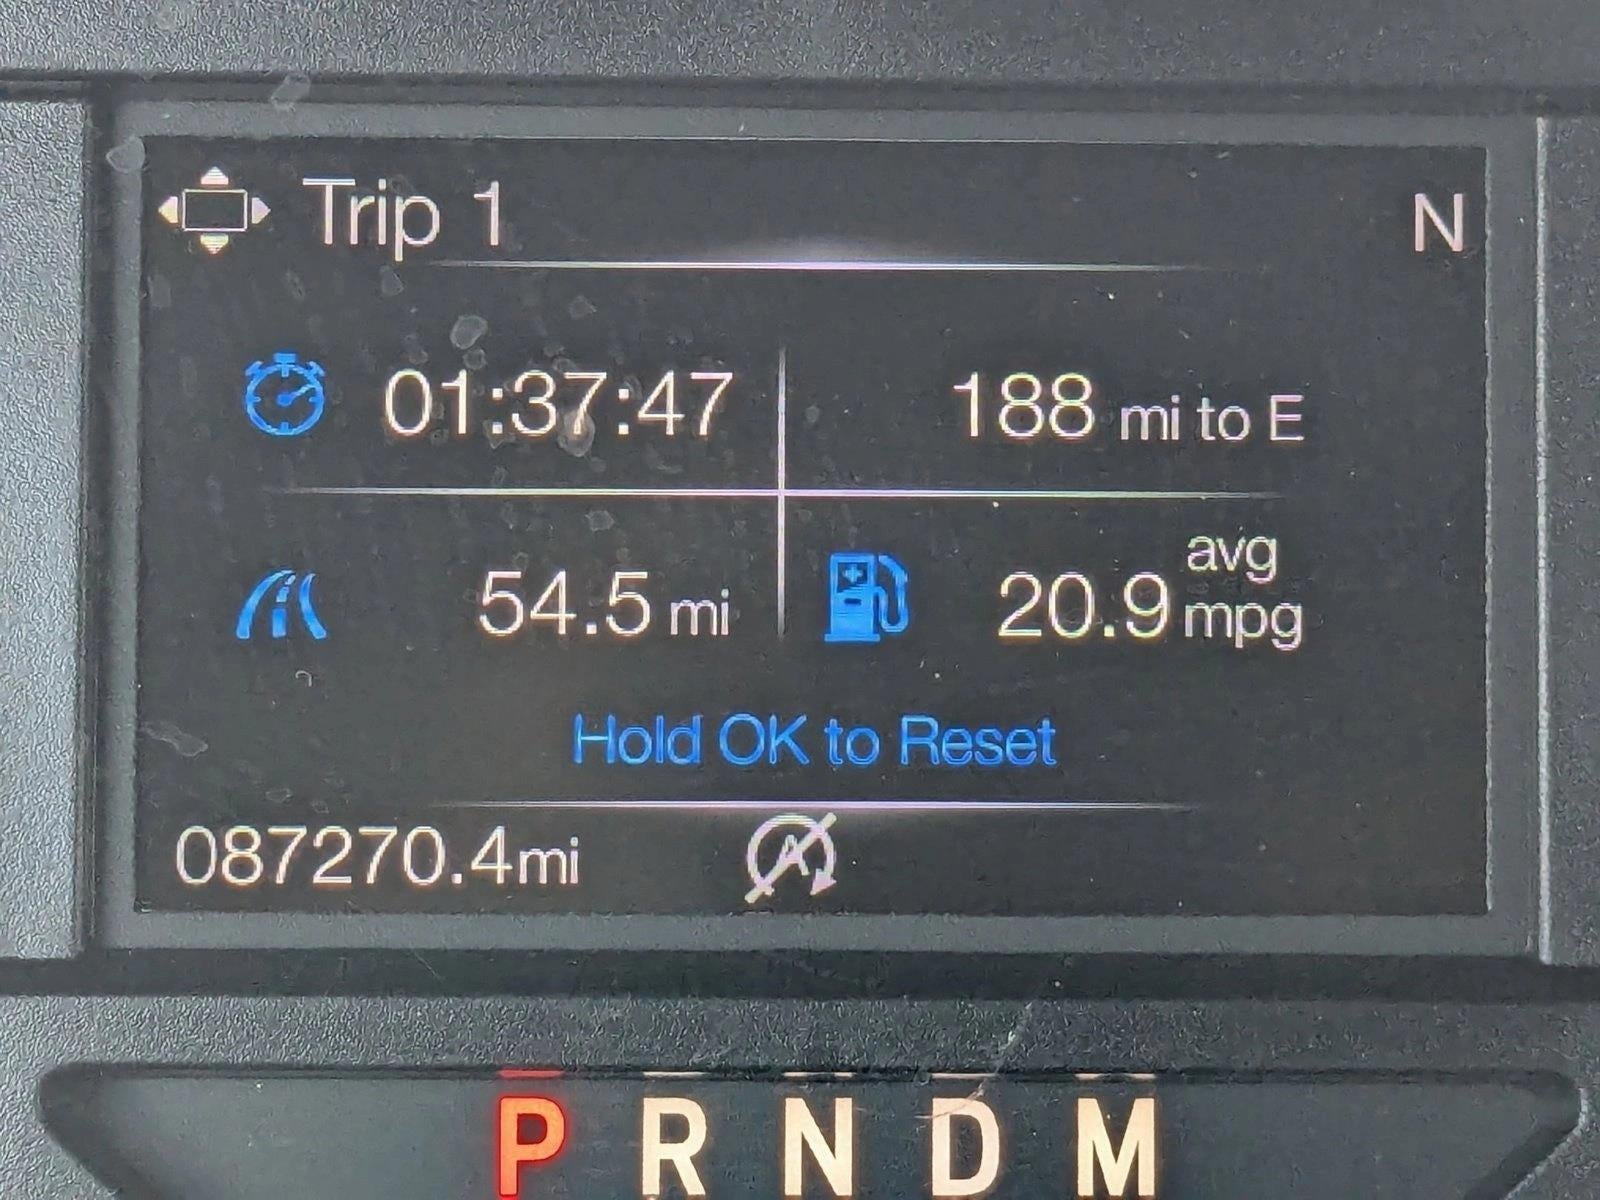 Trip 1 N
01:37:47 188 mi to E
54.5 mi 20.9 avg mpg
Hold OK to Reset
087270.4mi A
P R N D M